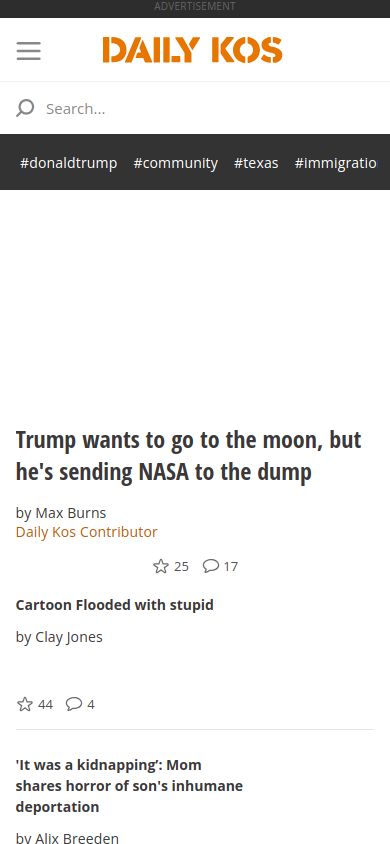 ADVERTISEMENT
DAILY KOS
Search...
#donaldtrump #community #texas #immigratio
Trump wants to go to the moon, but
he's sending NASA to the dump
by Max Burns
Daily Kos Contributor
25 17
Cartoon Flooded with stupid
by Clay Jones
44 4
'It was a kidnapping’: Mom
shares horror of son's inhumane
deportation
by Alix Breeden